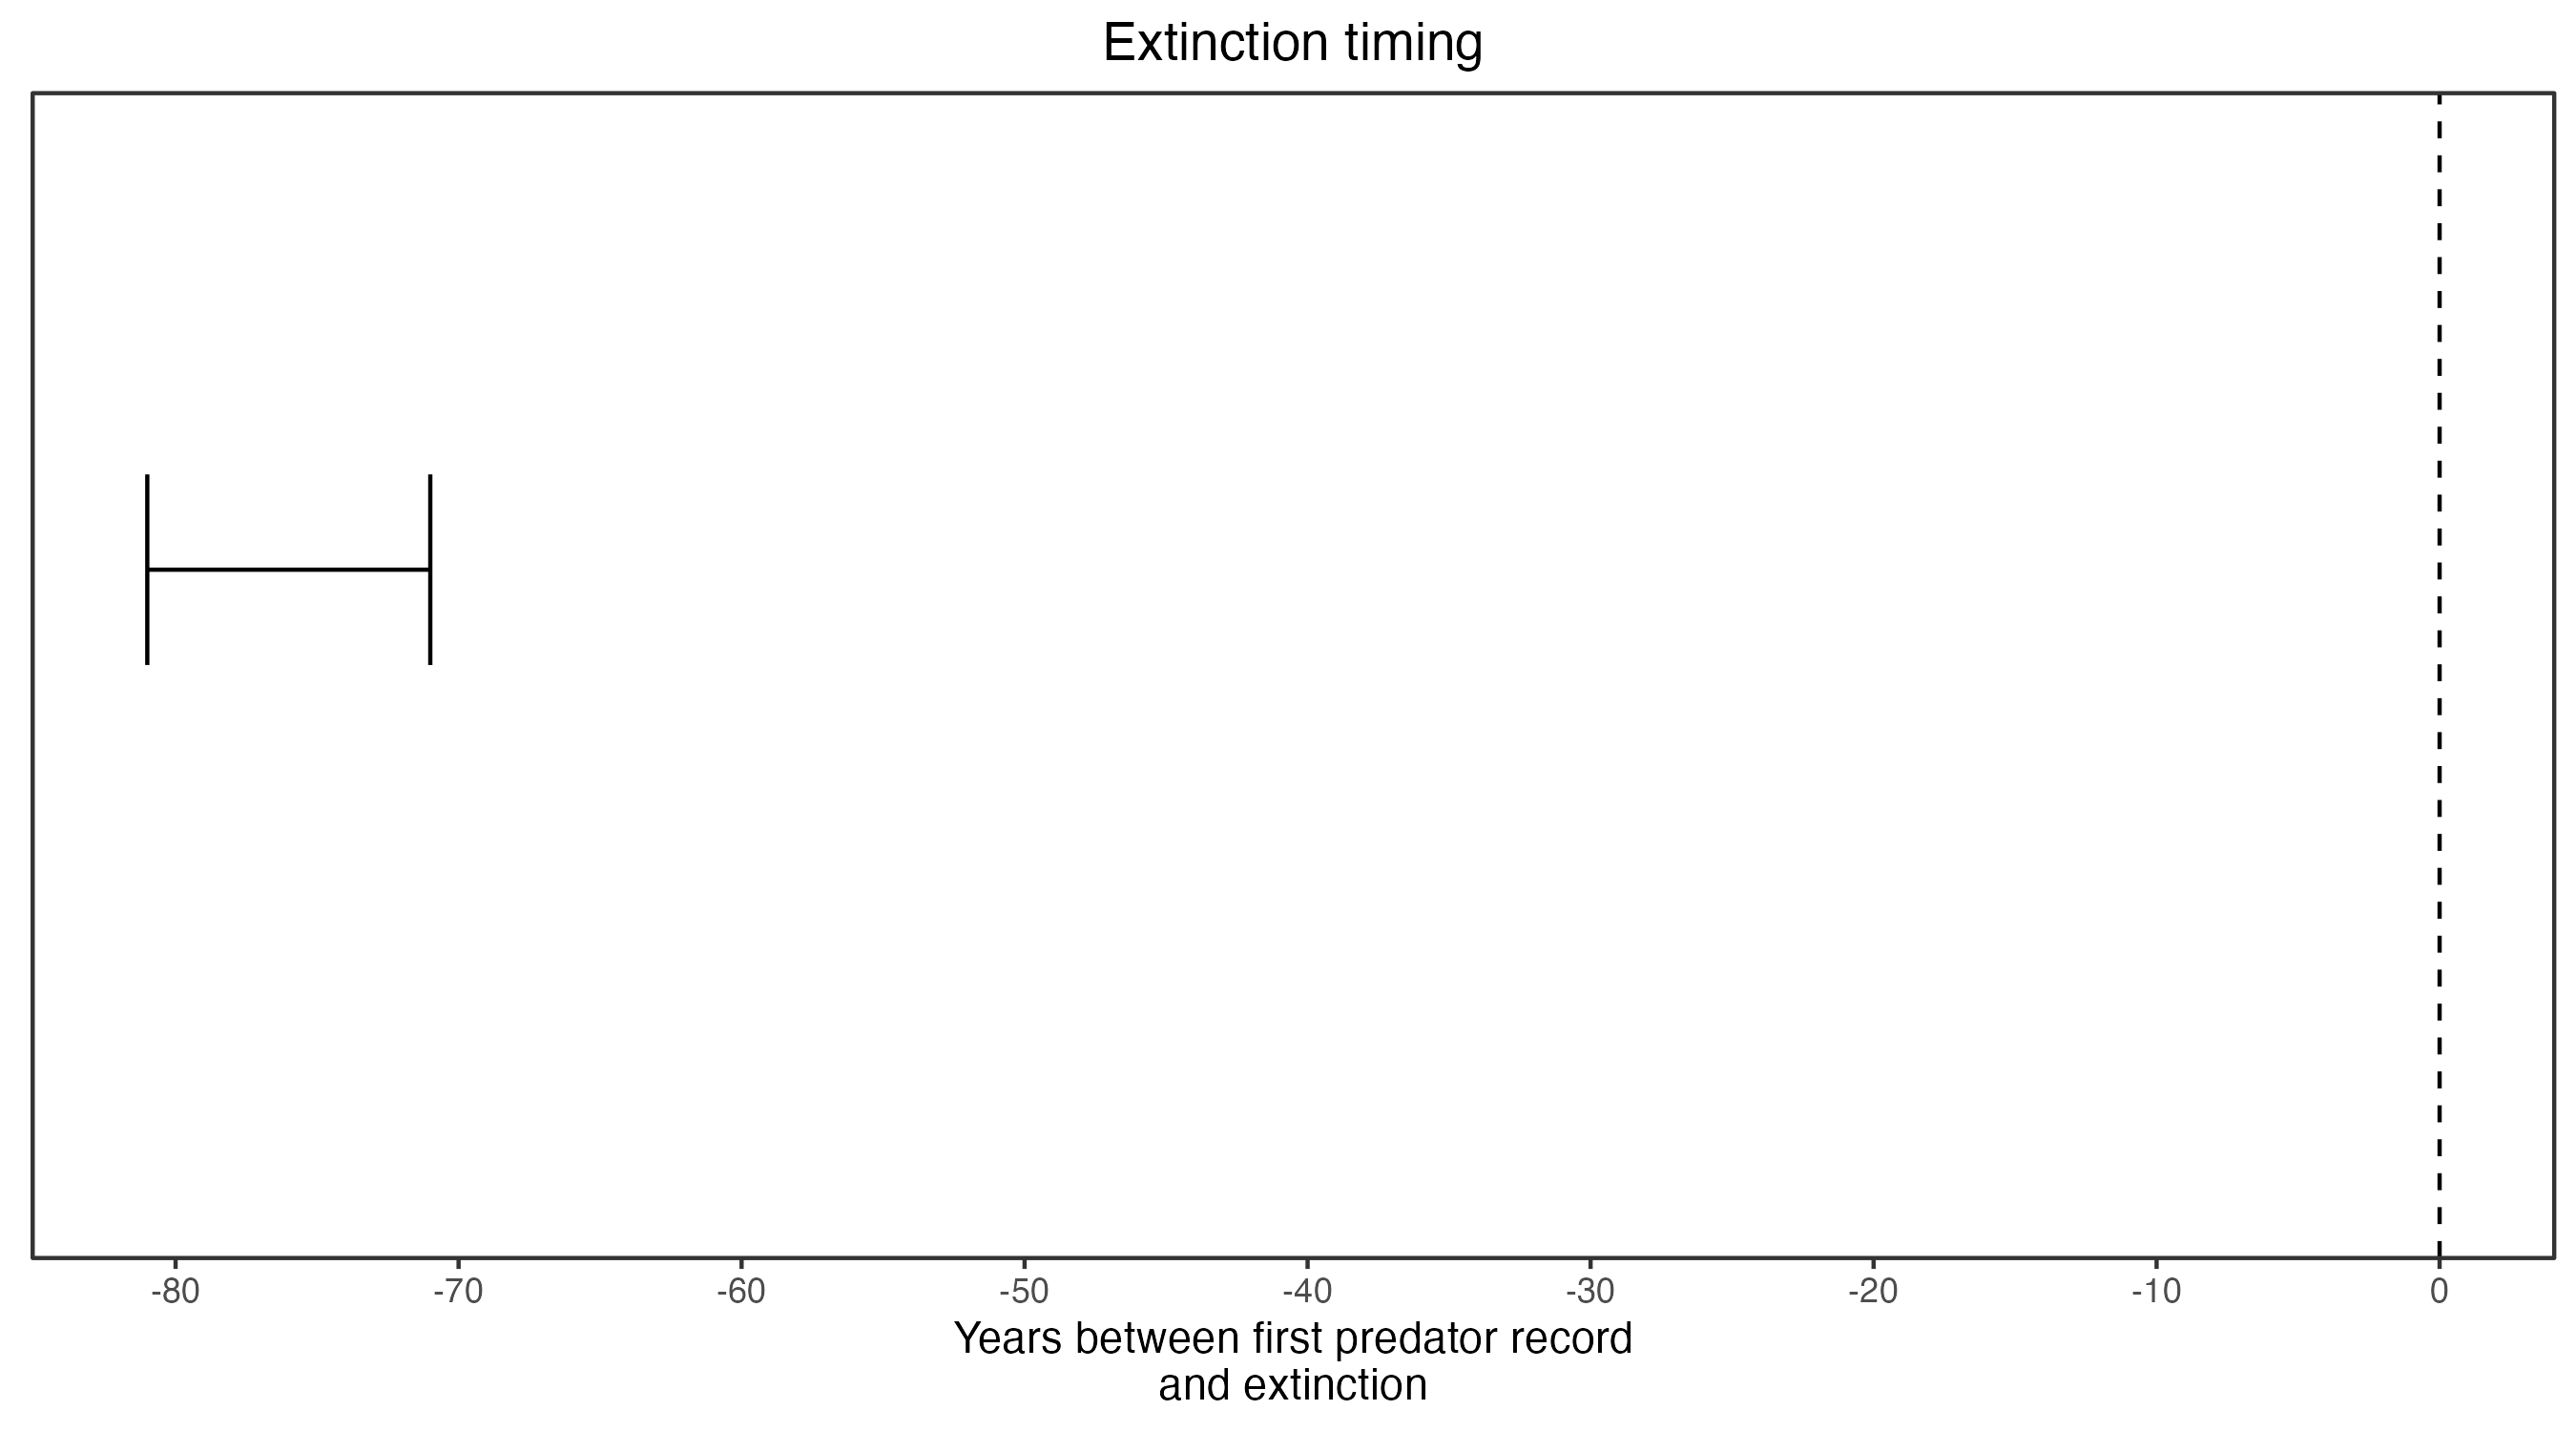 Extinction timing
-80 -70 -60 -50 -40 -30 -20 -10 0
Years between first predator record
and extinction